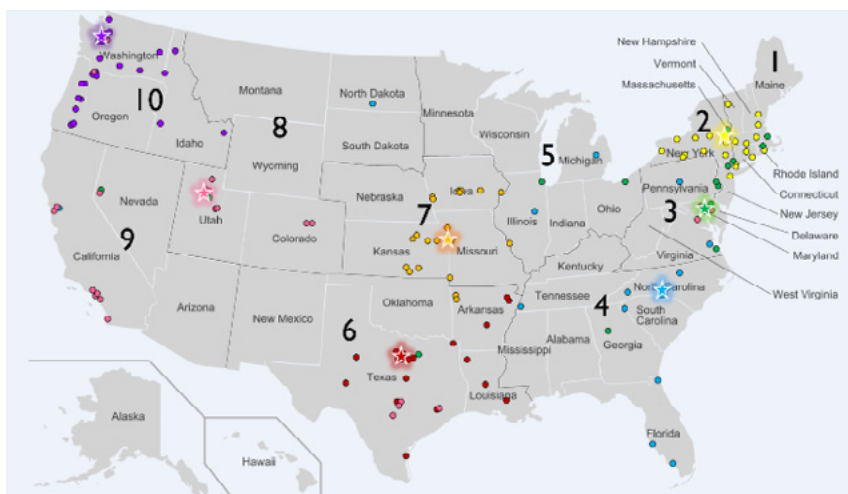 New Hampshire
Vermont
1
Massachusetts
Maine
Washington
Montana
North Dakota
Minnesota
10
Oregon
8
2
Idaho
South Dakota
Wisconsin
5
New York
Michigan
Wyoming
Rhode Island
Iowa
Pennsylvania
Connecticut
Nebraska
Nevada
7
3
New Jersey
Utah
Illinois
Indiana
Ohio
Colorado
Delaware
9
Kansas
Missouri
Virginia
California
Maryland
Kentucky
North Carolina
West Virginia
Tennessee
4
Oklahoma
Arkansas
South
Carolina
Arizona
New Mexico
6
Alabama
Georgia
Mississippi
Texas
Louisiana
Alaska
Florida
Hawaii